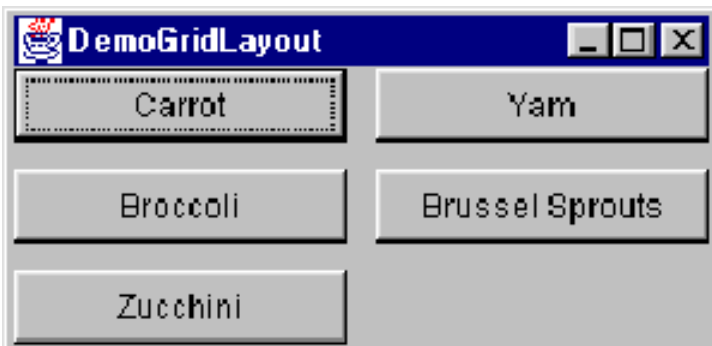 DemoGridLayout
Carrot Yam
Broccoli Brussel Sprouts
Zucchini